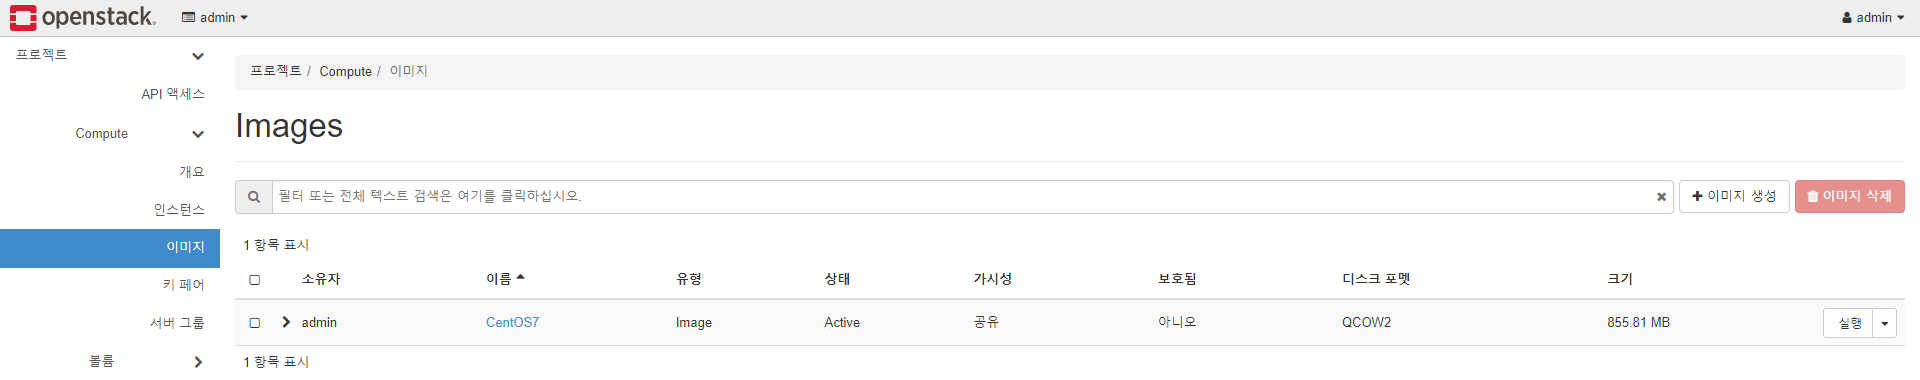 openstack. admin admin
프로젝트
API 액세스
Compute
개요
인스턴스
이미지
키 페어
서버 그룹
볼륨
프로젝트 / Compute / 이미지
Images
필터 또는 전체 텍스트 검색은 여기를 클릭하십시오.
이미지 생성 이미지 삭제
1 항목 표시
소유자 이름 유형 상태 가시성 보호됨 디스크 포멧 크기
admin CentOS7 Image Active 공유 아니오 QCOW2 855.81 MB 실행
1 항목 표시